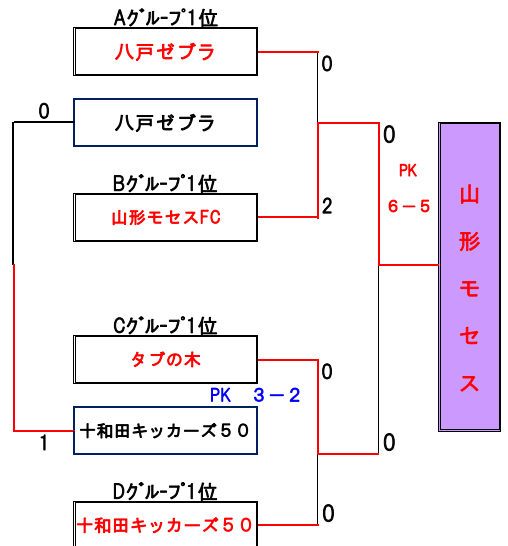 Aグループ1位
八戸ゼブラ
0
0
八戸ゼブラ
0
PK
6－5
Bグループ1位
山形モセスFC
2
山形モセス
Cグループ1位
タブの木
0
PK 3－2
十和田キッカーズ50
1
0
Dグループ1位
十和田キッカーズ50
0